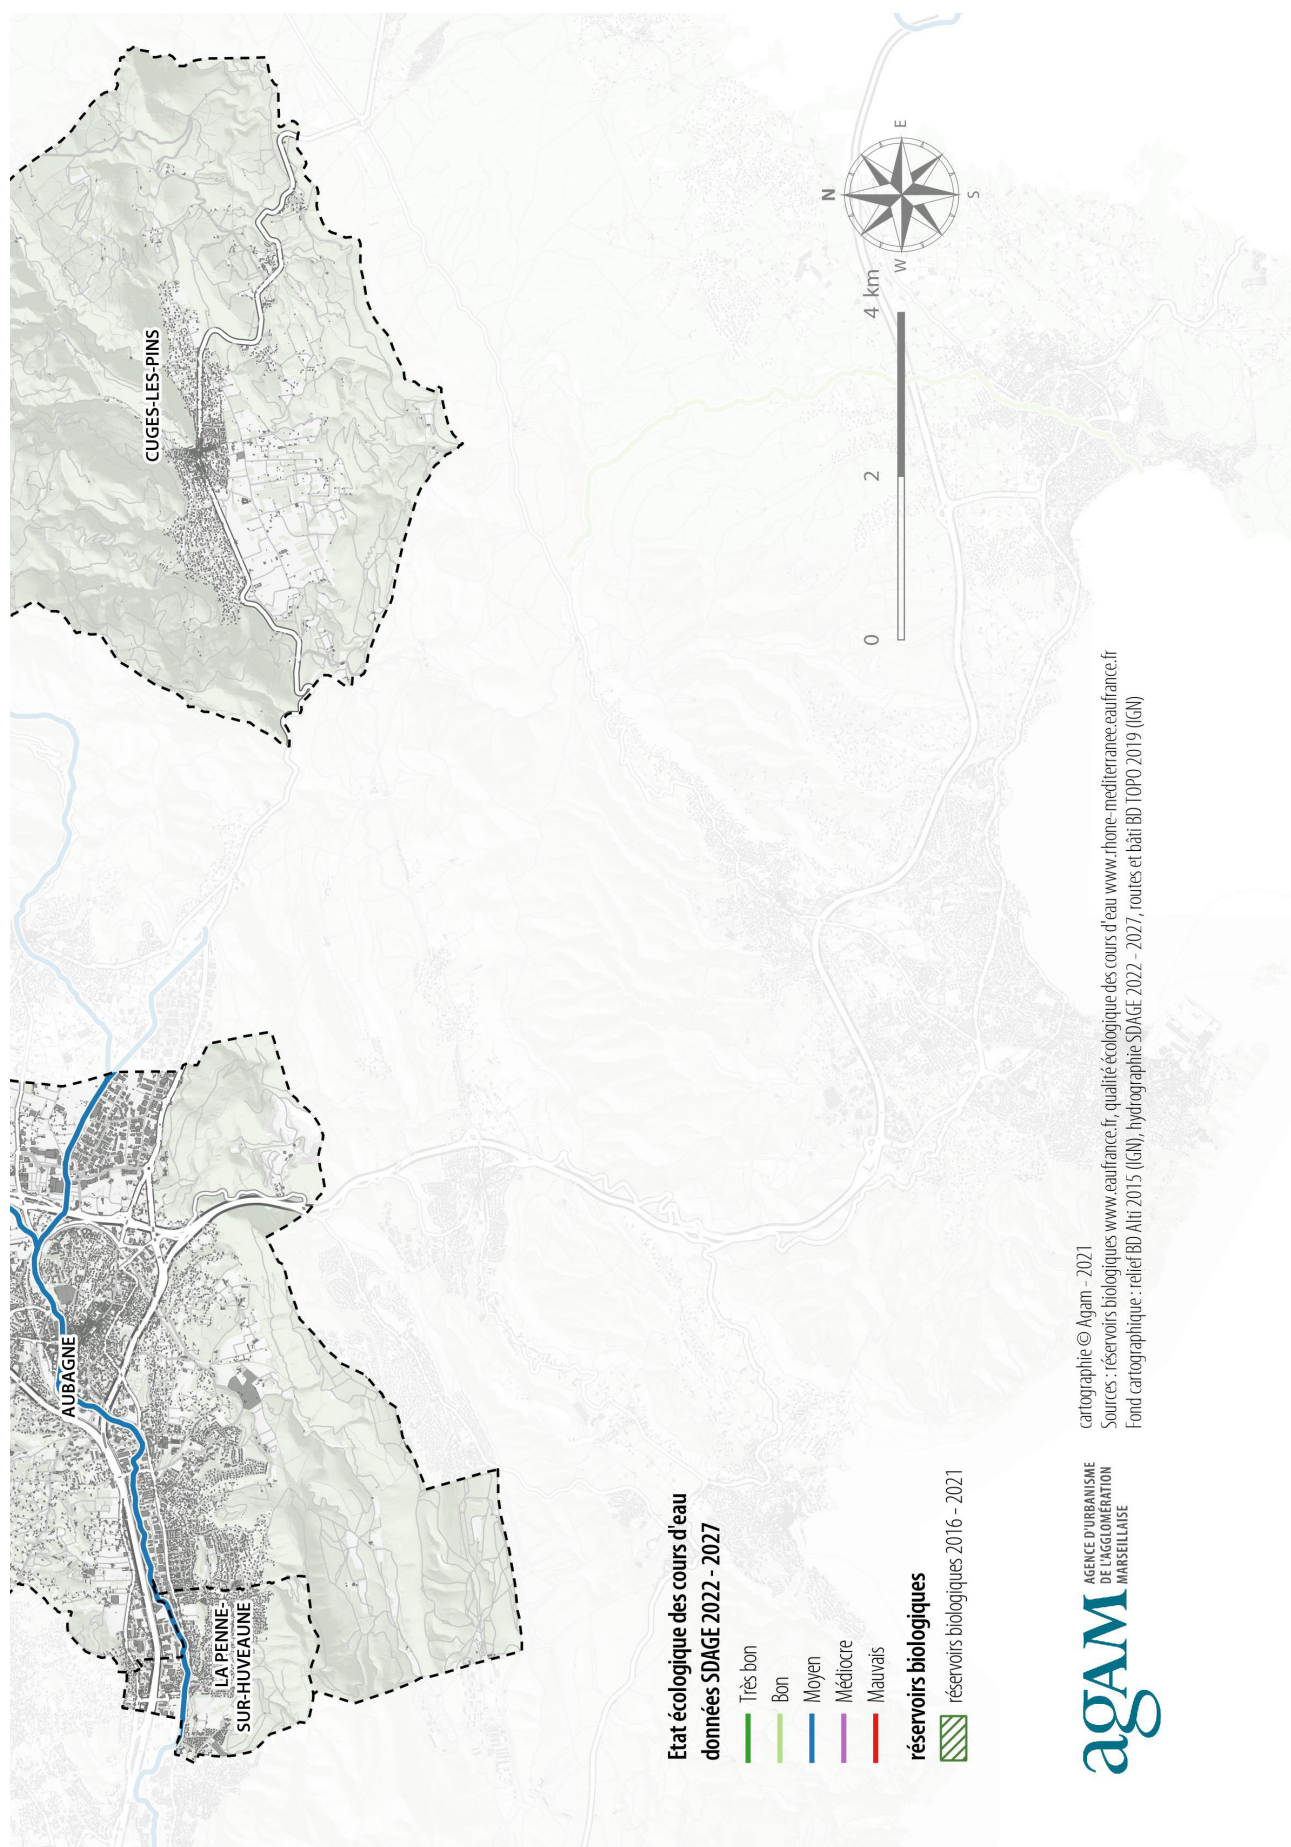 CUGES-LES-PINS
AUBAGNE
LA PENNE-
SUR-HUVEAUNE
N
E
S
W
0
2
4 km
Etat écologique des cours d'eau
données SDAGE 2022 - 2027
Très bon
Bon
Moyen
Médiocre
Mauvais
réservoirs biologiques
réservoirs biologiques 2016 - 2021
agAM
AGENCE D'URBANISME
DE L'AGGLOMÉRATION
MARSEILLAISE
cartographie © Agam - 2021
Sources : réservoirs biologiques www.eaufrance.fr, qualité écologique des cours d'eau www.rhone-mediterranee.eaufrance.fr
Fond cartographique : relief BD Alti 2015 (IGN), hydrographie SDAGE 2022 - 2027, routes et bâti BD TOPO 2019 (IGN)